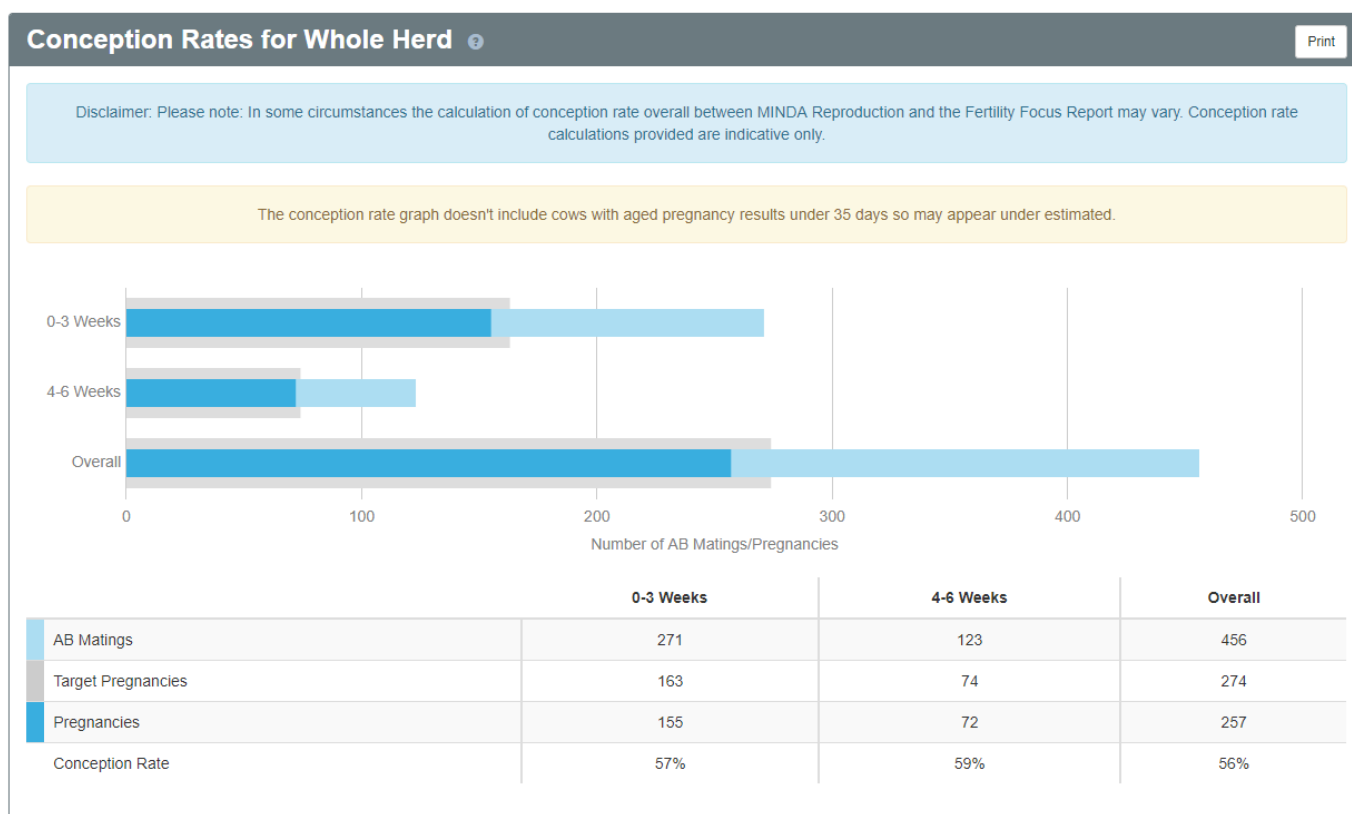 Conception Rates for Whole Herd ?
Print
Disclaimer: Please note: In some circumstances the calculation of conception rate overall between MINDA Reproduction and the Fertility Focus Report may vary. Conception rate
calculations provided are indicative only.
The conception rate graph doesn't include cows with aged pregnancy results under 35 days so may appear under estimated.
0-3 Weeks
4-6 Weeks
Overall
0 100 200 300 400 500
Number of AB Matings/Pregnancies
0-3 Weeks 4-6 Weeks Overall
AB Matings 271 123 456
Target Pregnancies 163 74 274
Pregnancies 155 72 257
Conception Rate 57% 59% 56%